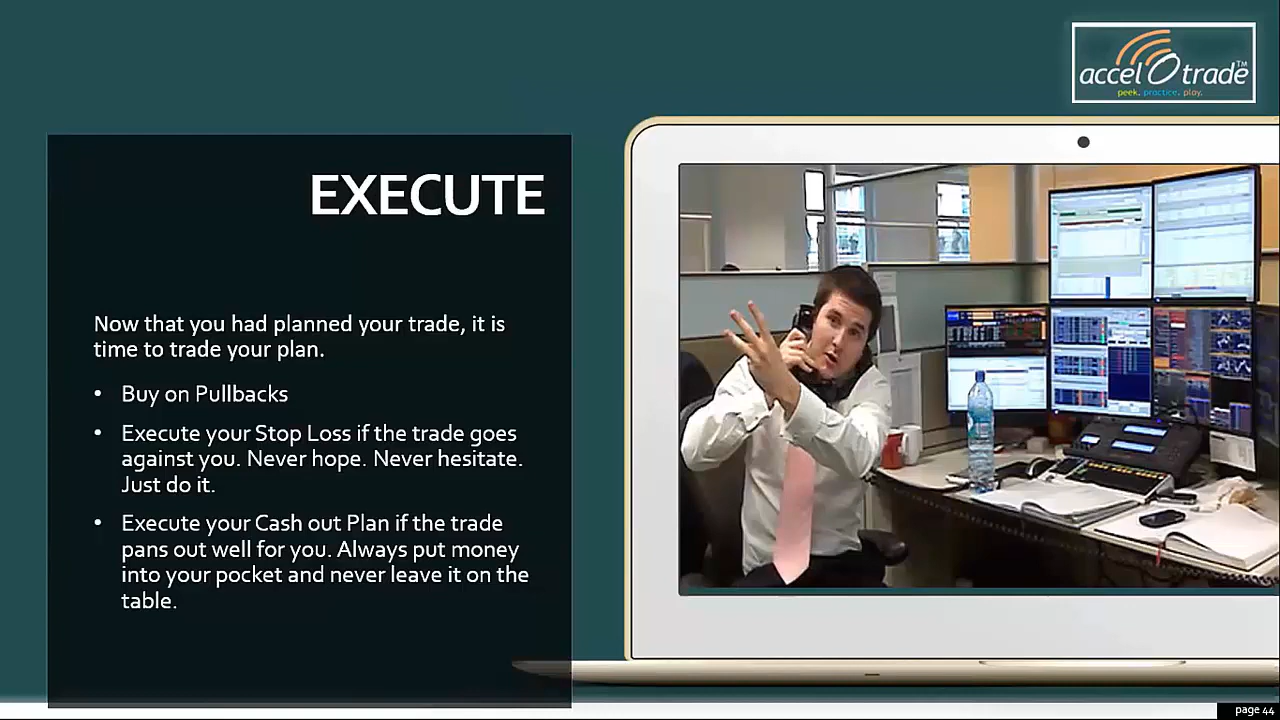 accelOtrade™
peek. practice. play.
EXECUTE
Now that you had planned your trade, it is
time to trade your plan.
• Buy on Pullbacks
• Execute your Stop Loss if the trade goes
against you. Never hope. Never hesitate.
Just do it.
• Execute your Cash out Plan if the trade
pans out well for you. Always put money
into your pocket and never leave it on the
table.
page 44